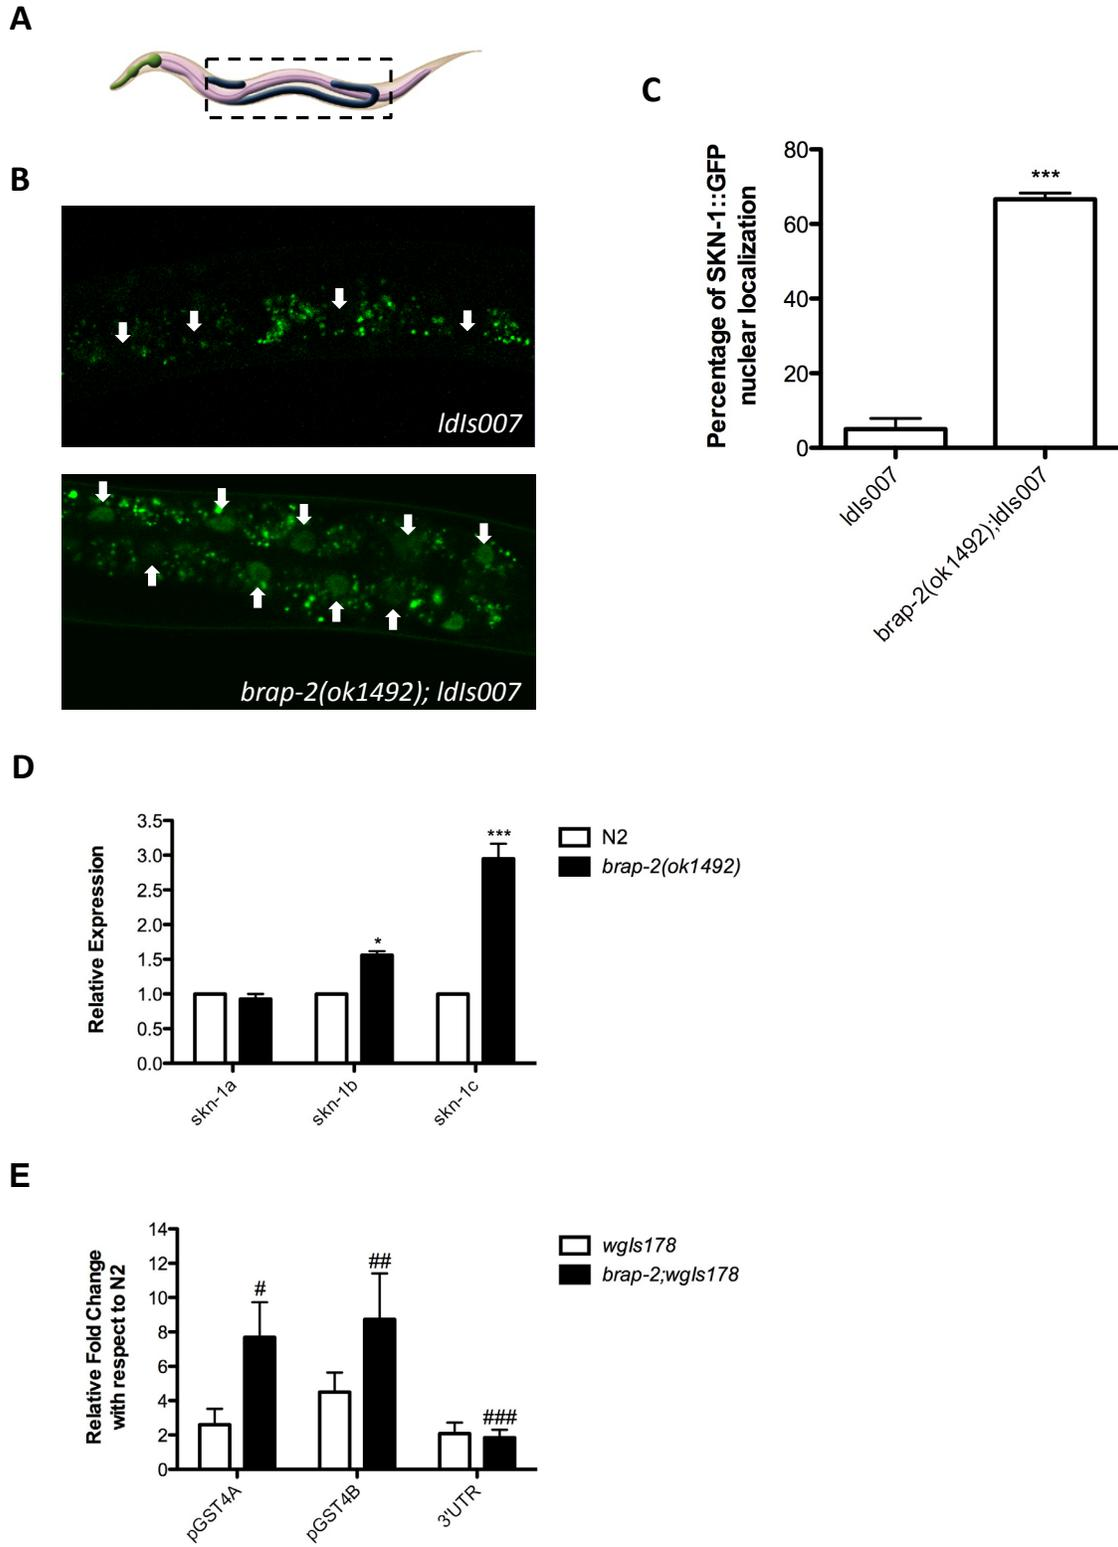 A
B
ldIs007
brap-2(ok1492); ldIs007
C
Percentage of SKN-1::GFP
nuclear localization
80
60
40
20
0
***
ldIs007
brap-2(ok1492);ldIs007
D
Relative Expression
3.5
3.0
2.5
2.0
1.5
1.0
0.5
0.0
*
***
skn-1a
skn-1b
skn-1c
N2
brap-2(ok1492)
E
Relative Fold Change
with respect to N2
14
12
10
8
6
4
2
0
#
##
###
pGST4A
pGST4B
3'UTR
wgIs178
brap-2;wgIs178